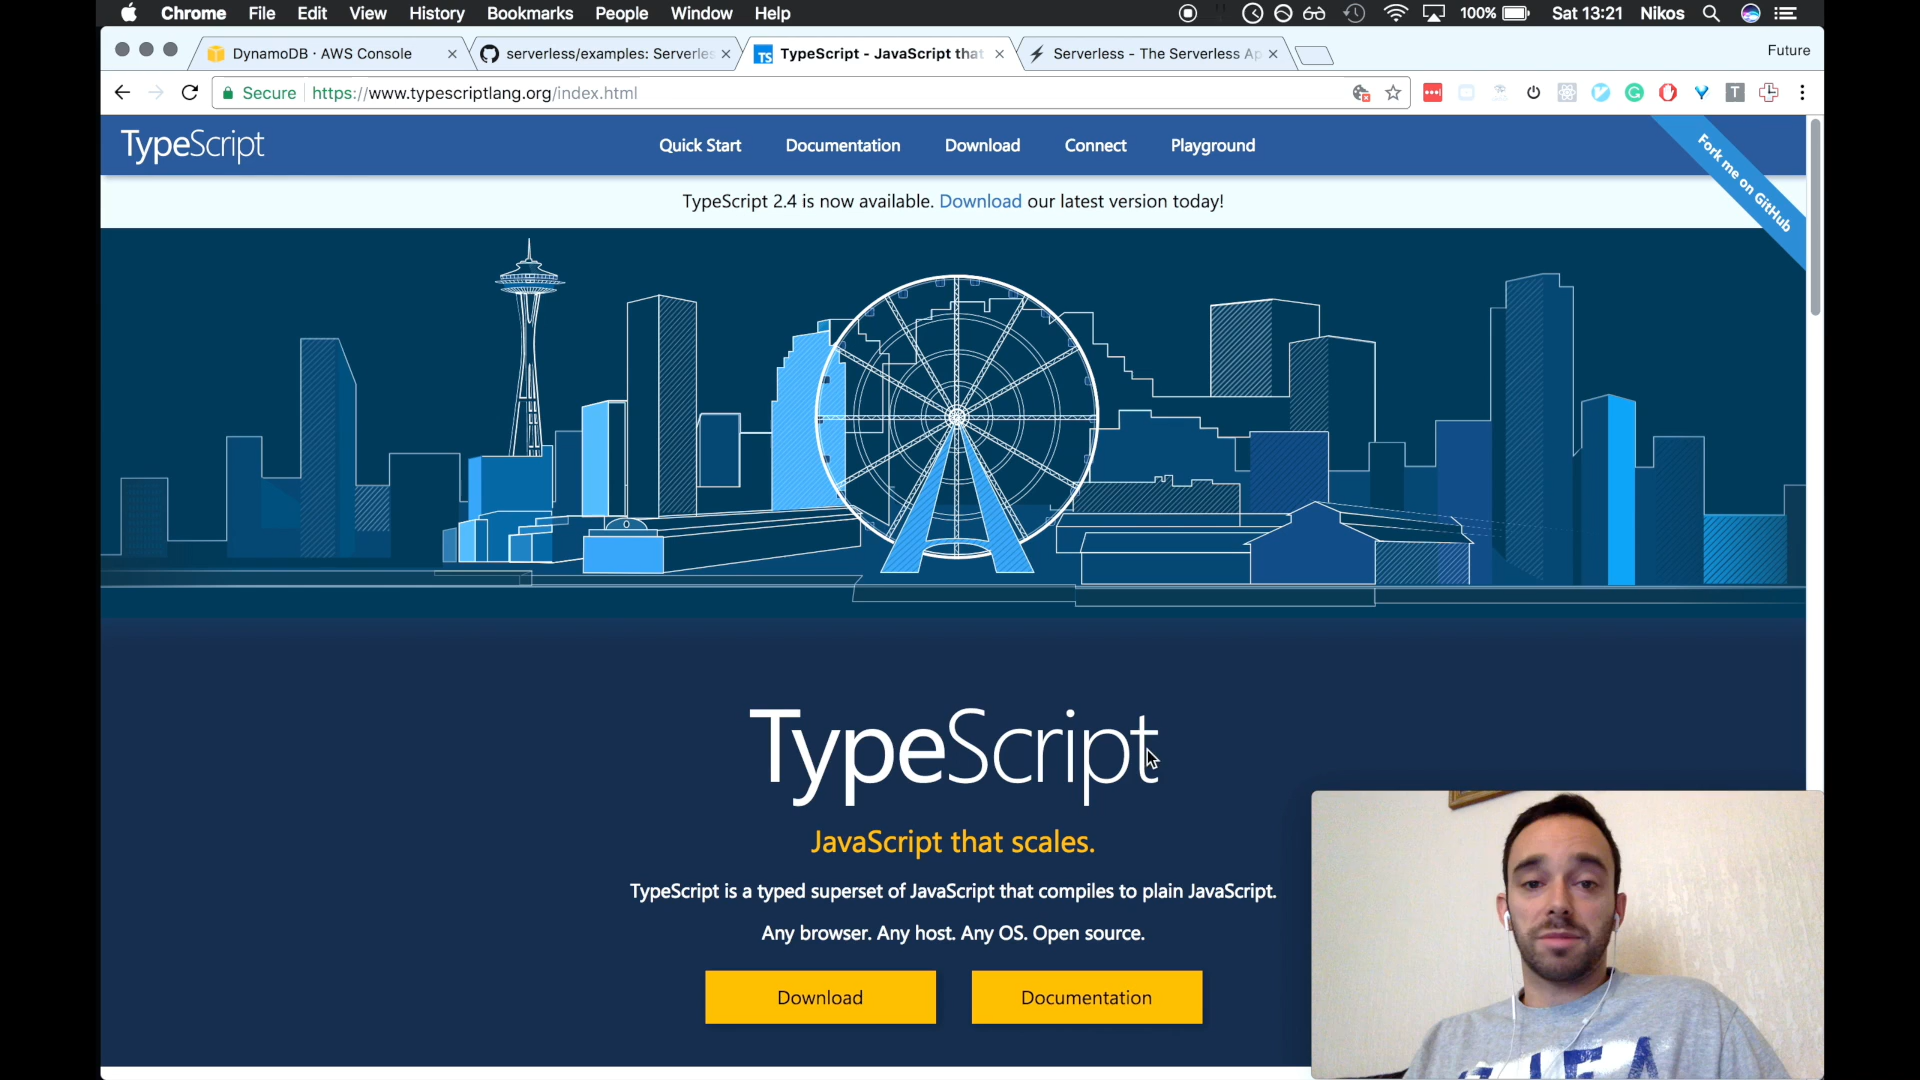 Chrome File Edit View History Bookmarks People Window Help 100% Sat 13:21 Nikos
DynamoDB · AWS Console serverless/examples: Serverles TypeScript - JavaScript that Serverless - The Serverless Ap Future
Secure https://www.typescriptlang.org/index.html
TypeScript Quick Start Documentation Download Connect Playground
Fork me on GitHub
TypeScript 2.4 is now available. Download our latest version today!
TypeScript
JavaScript that scales.
TypeScript is a typed superset of JavaScript that compiles to plain JavaScript.
Any browser. Any host. Any OS. Open source.
Download Documentation